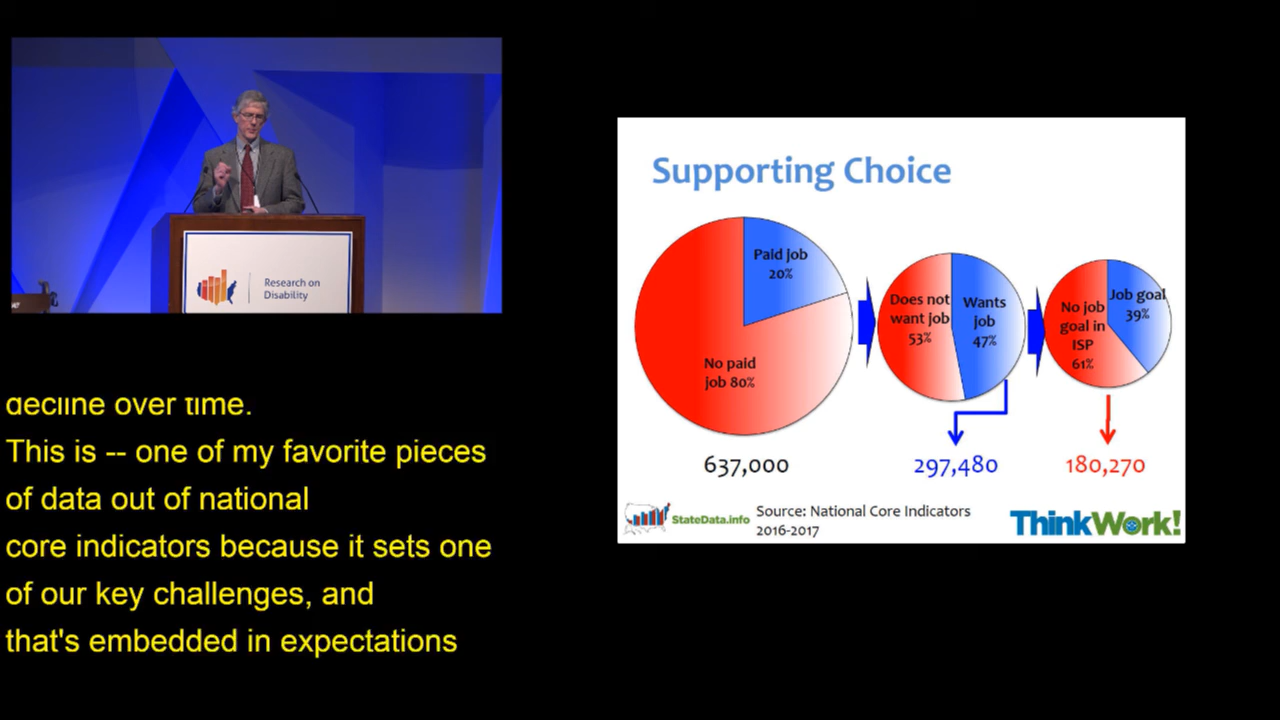 Research on
Disability
decline over time.
This is -- one of my favorite pieces
of data out of national
core indicators because it sets one
of our key challenges, and
that's embedded in expectations
Supporting Choice
Paid job
20%
No paid
job 80%
Does not
want job
53%
Wants
job
47%
No job
goal in
ISP
61%
Job goal
39%
637,000
297,480
180,270
StateData.info
Source: National Core Indicators
2016-2017
ThinkWork!